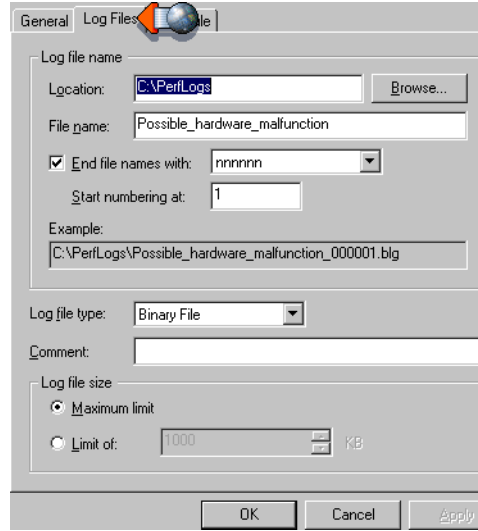 General Log Files
Log file name
Location: C:\PerfLogs Browse...
File name: Possible_hardware_malfunction
End file names with: nnnnnn
Start numbering at: 1
Example:
C:\PerfLogs\Possible_hardware_malfunction_000001.blg
Log file type: Binary File
Comment:
Log file size
Maximum limit
Limit of: 1000 KB
OK Cancel Apply